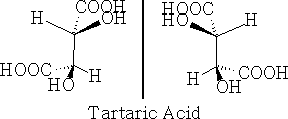 COOH HOOC
H OH HO H
HOOC H H COOH
HO OH
Tartaric Acid